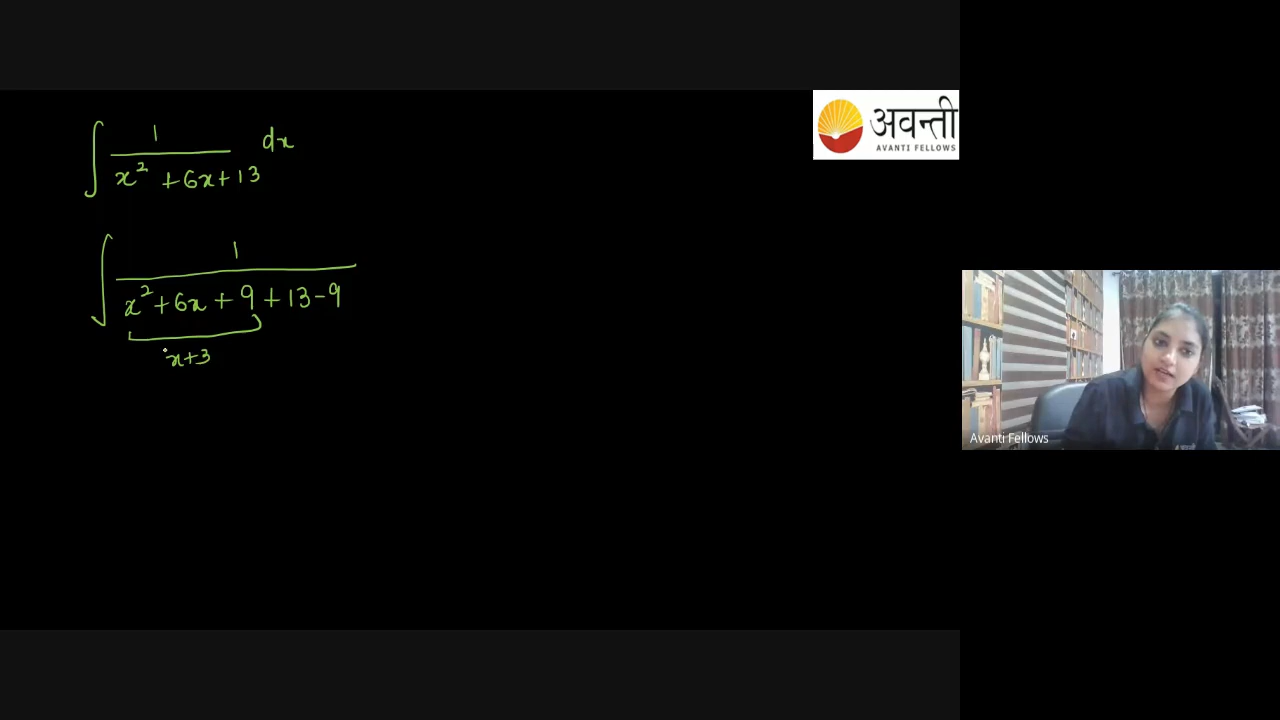 ∫ 1/(x² + 6x + 13) dx
∫ 1/(x² + 6x + 9 + 13 - 9)
x+3
अवन्ती
AVANTI FELLOWS
Avanti Fellows